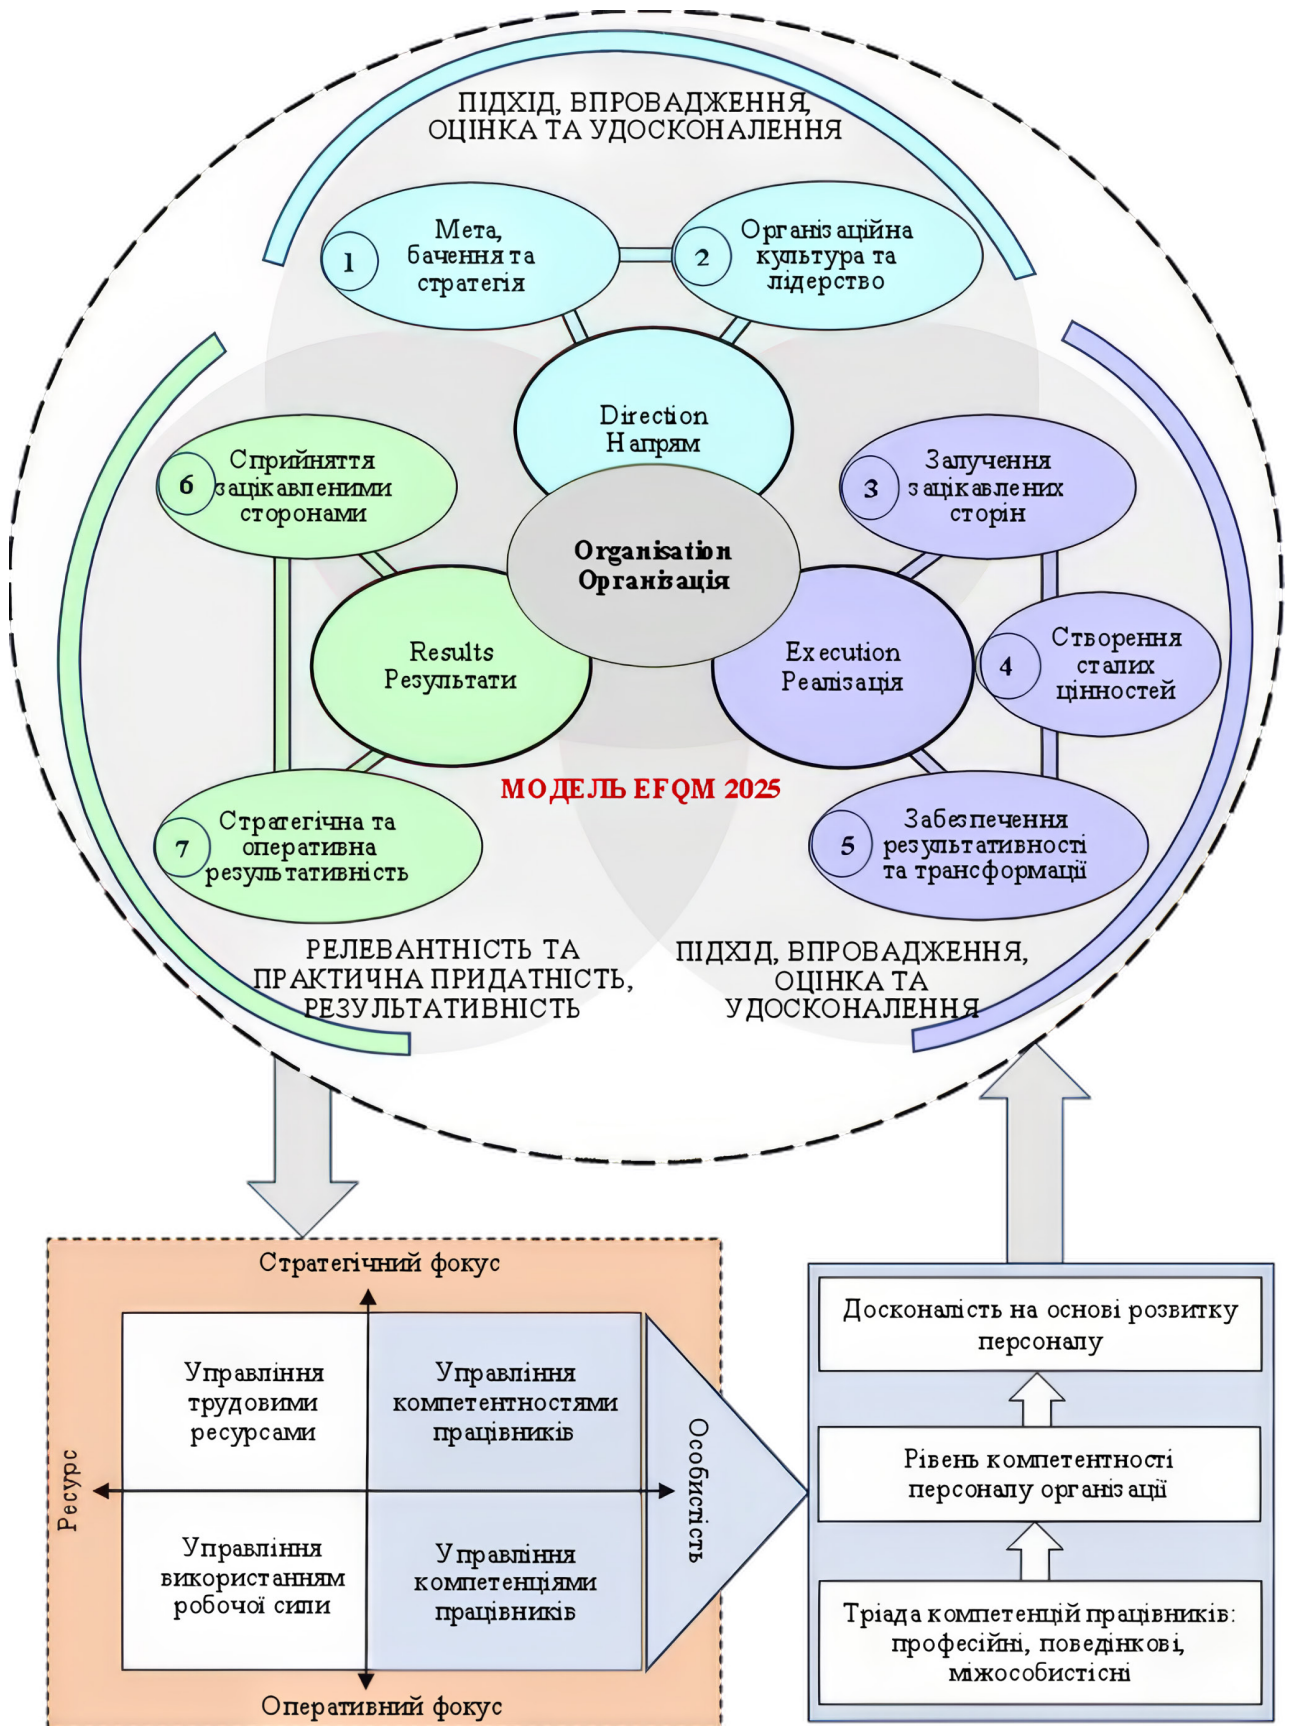 ПІДХІД, ВПРОВАДЖЕННЯ,
ОЦІНКА ТА УДОСКОНАЛЕННЯ
1
Мета,
бачення та
стратегія
2
Організаційна
культура та
лідерство
Direction
Напрям
6
Сприйняття
зацікавленими
сторонами
3
Залучення
зацікавлених
сторін
Organisation
Організація
Results
Результати
Execution
Реалізація
4
Створення
сталих
цінностей
МОДЕЛЬ EFQM 2025
7
Стратегічна та
оперативна
результативність
5
Забезпечення
результативності
та трансформації
РЕЛЕВАНТНІСТЬ ТА
ПРАКТИЧНА ПРИДАТНІСТЬ,
РЕЗУЛЬТАТИВНІСТЬ
ПІДХІД, ВПРОВАДЖЕННЯ,
ОЦІНКА ТА
УДОСКОНАЛЕННЯ
Стратегічний фокус
Ресурс
Управління
трудовими
ресурсами
Управління
компетентностями
працівників
Управління
використанням
робочої сили
Управління
компетенціями
працівників
Особистість
Оперативний фокус
Досконалість на основі розвитку
персоналу
Рівень компетентності
персоналу організації
Тріада компетенцій працівників:
професійні, поведінкові,
міжособистісні